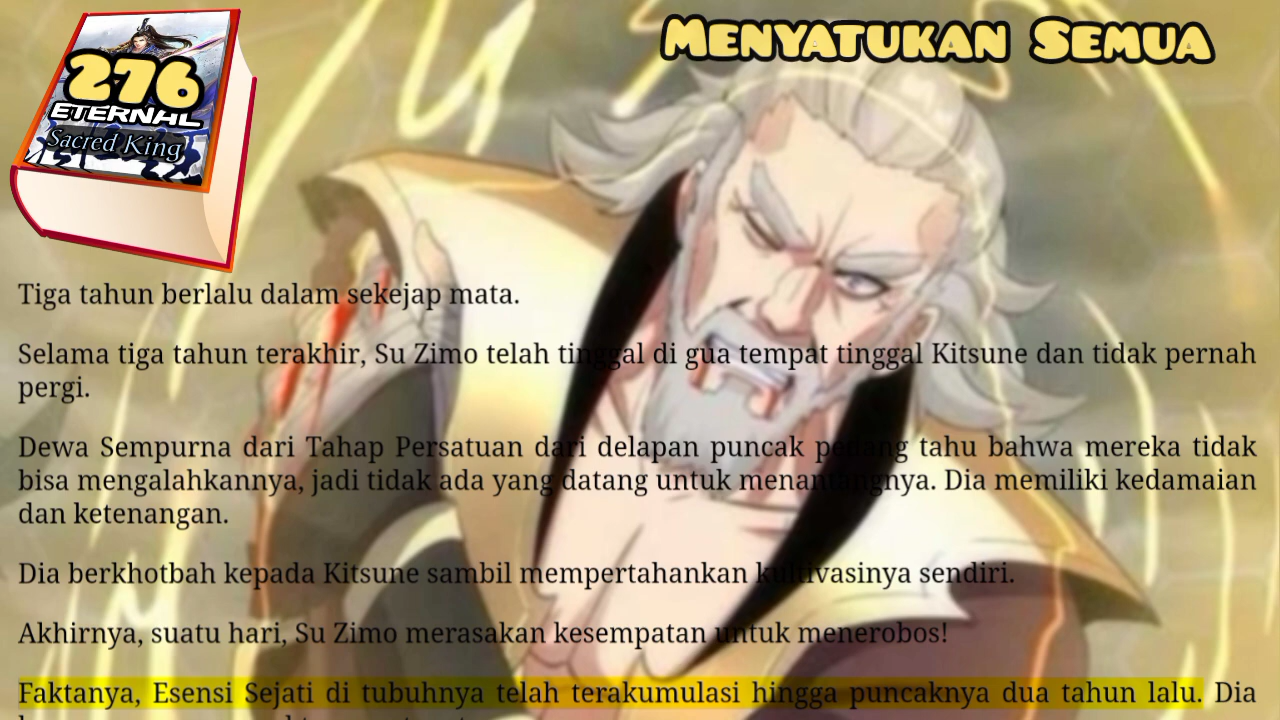 276
ETERNAL
Sacred King
Menyatukan Semua
Tiga tahun berlalu dalam sekejap mata.
Selama tiga tahun terakhir, Su Zimo telah tinggal di gua tempat tinggal Kitsune dan tidak pernah
pergi.
Dewa Sempurna dari Tahap Persatuan dari delapan puncak pedang tahu bahwa mereka tidak
bisa mengalahkannya, jadi tidak ada yang datang untuk menantangnya. Dia memiliki kedamaian
dan ketenangan.
Dia berkhotbah kepada Kitsune sambil mempertahankan kultivasinya sendiri.
Akhirnya, suatu hari, Su Zimo merasakan kesempatan untuk menerobos!
Faktanya, Esensi Sejati di tubuhnya telah terakumulasi hingga puncaknya dua tahun lalu. Dia